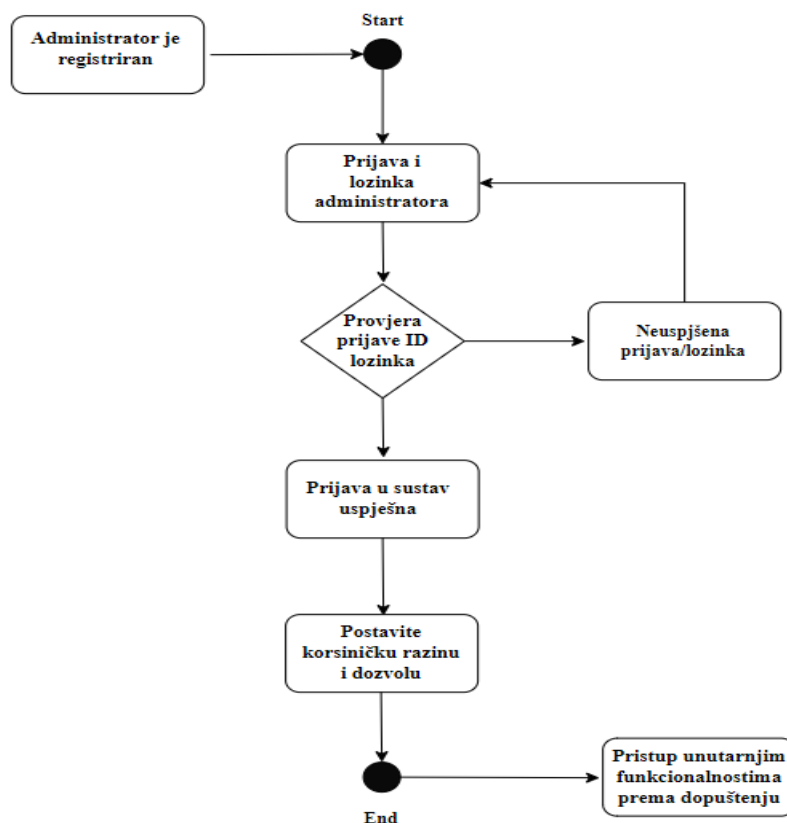 Start
Administrator je
registriran
Prijava i
lozinka
administratora
Provjera
prijave ID
lozinka
Neuspjšena
prijava/lozinka
Prijava u sustav
uspješna
Postavite
korsiničku razinu
i dozvolu
Pristup unutarnjim
funkcionalnostima
prema dopuštenju
End